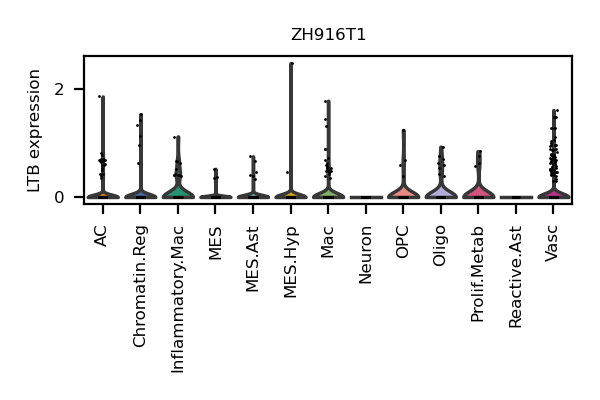 ZH916T1
LTB expression
2
0
AC
Chromatin.Reg
Inflammatory.Mac
MES
MES.Ast
MES.Hyp
Mac
Neuron
OPC
Oligo
Prolif.Metab
Reactive.Ast
Vasc